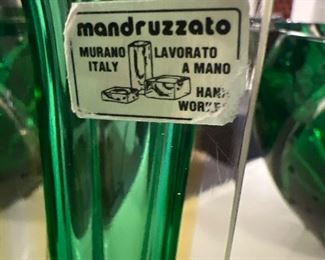 mandruzzato
MURANO LAVORATO
ITALY A MANO
HAND
WORKED